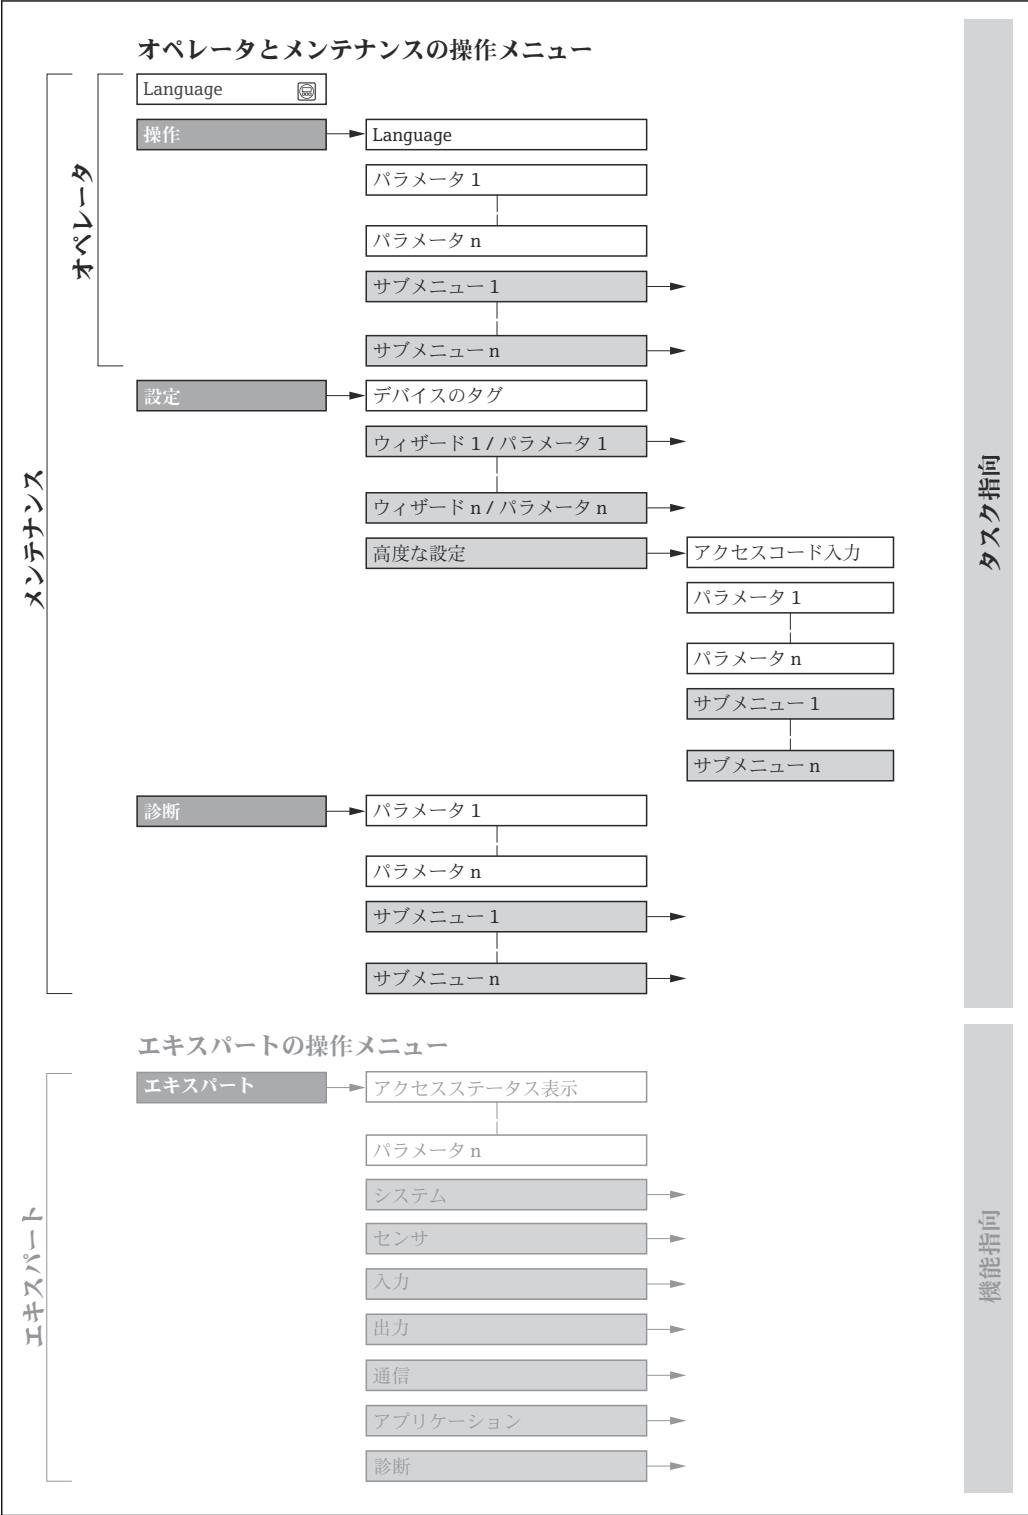 オペレータとメンテナンスの操作メニュー
Language
操作
Language
パラメータ 1
パラメータ n
サブメニュー 1
サブメニュー n
オペレータ
設定
デバイスのタグ
ウィザード 1 / パラメータ 1
ウィザード n / パラメータ n
高度な設定
アクセスコード入力
パラメータ 1
パラメータ n
サブメニュー 1
サブメニュー n
メンテナンス
タスク指向
診断
パラメータ 1
パラメータ n
サブメニュー 1
サブメニュー n
エキスパートの操作メニュー
エキスパート
アクセスステータス表示
パラメータ n
システム
センサ
入力
出力
通信
アプリケーション
診断
エキスパート
機能指向